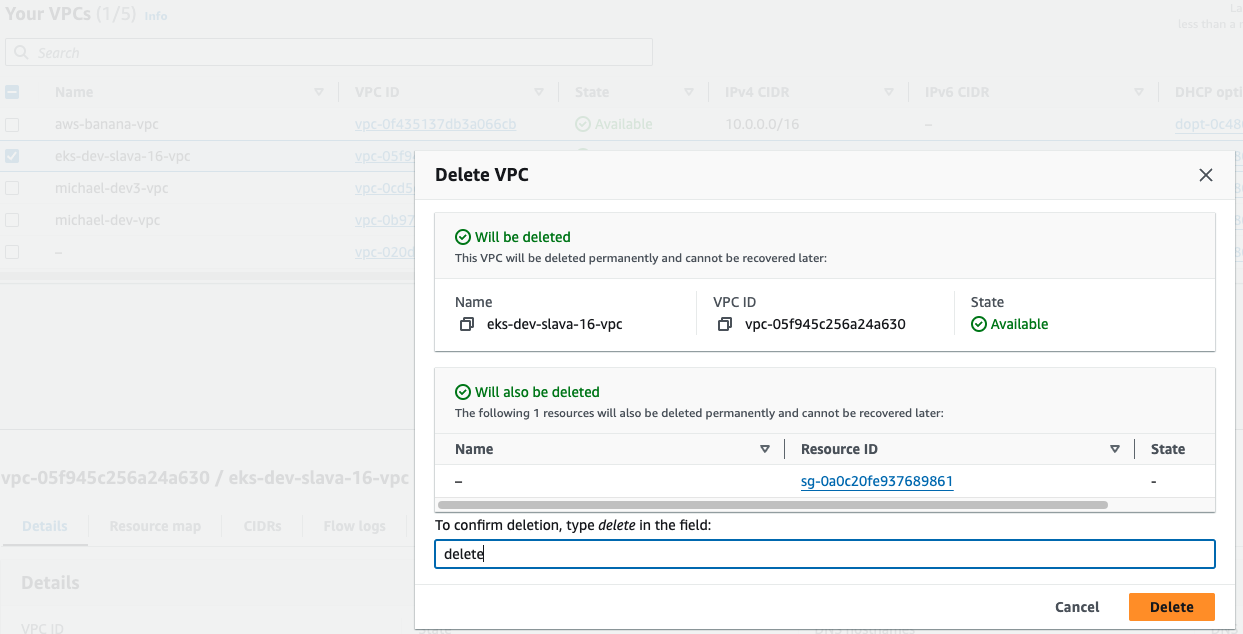 Your VPCs (1/5) Info
La
less than a
Search
Name VPC ID State IPv4 CIDR IPv6 CIDR DHCP opti
aws-banana-vpc vpc-0f435137db3a066cb Available 10.0.0.0/16 – dopt-0c48
eks-dev-slava-16-vpc vpc-05f9
michael-dev3-vpc vpc-0cd5
michael-dev-vpc vpc-0b97
– vpc-020d
Delete VPC
Will be deleted
This VPC will be deleted permanently and cannot be recovered later:
Name VPC ID State
eks-dev-slava-16-vpc vpc-05f945c256a24a630 Available
Will also be deleted
The following 1 resources will also be deleted permanently and cannot be recovered later:
Name Resource ID State
– sg-0a0c20fe937689861 -
To confirm deletion, type delete in the field:
delete
Cancel Delete
vpc-05f945c256a24a630 / eks-dev-slava-16-vpc
Details Resource map CIDRs Flow logs
Details
VPC ID State DNS hostnames